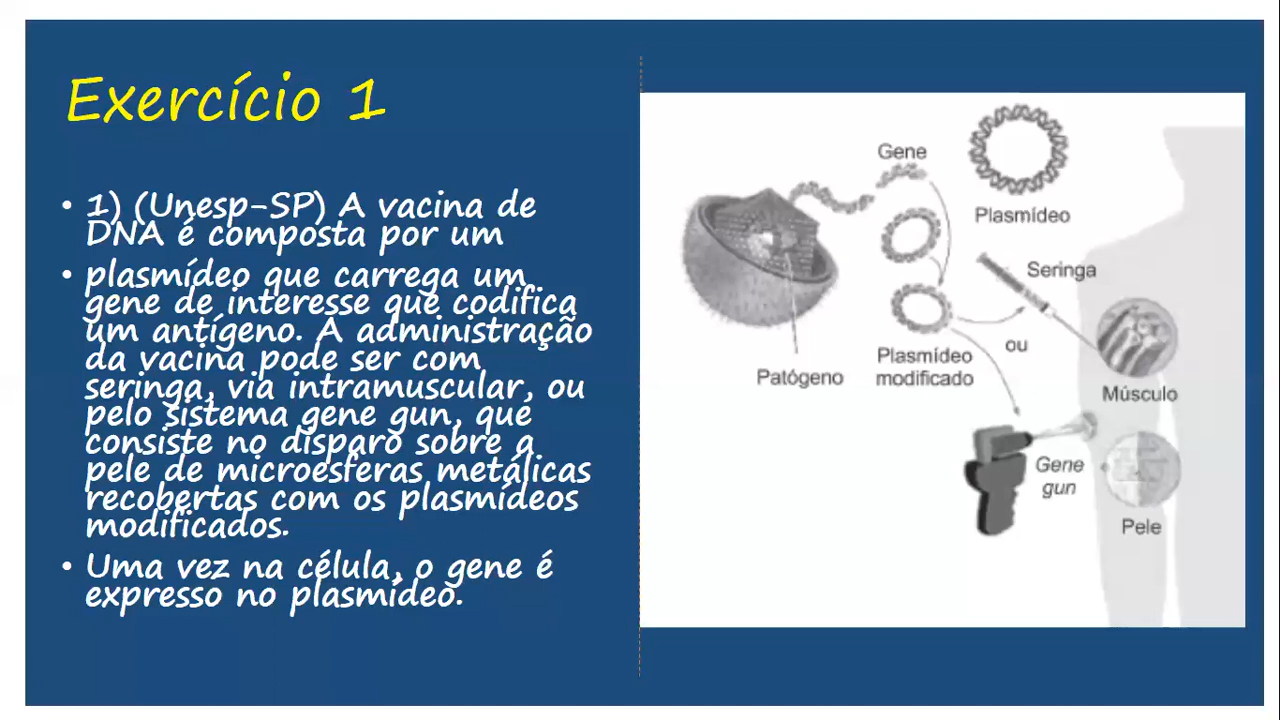 Exercício 1
• 1) (Unesp-SP) A vacina de
DNA é composta por um
• plasmídeo que carrega um
gene de interesse que codifica
um antígeno. A administração
da vacina pode ser com
seringa, via intramuscular, ou
pelo sistema gene gun, que
consiste no disparo sobre a
pele de microesferas metálicas
recobertas com os plasmídeos
modificados.
• Uma vez na célula, o gene é
expresso no plasmídeo.
Gene
Plasmídeo
Seringa
ou
Plasmídeo
modificado
Patógeno
Músculo
Gene
gun
Pele